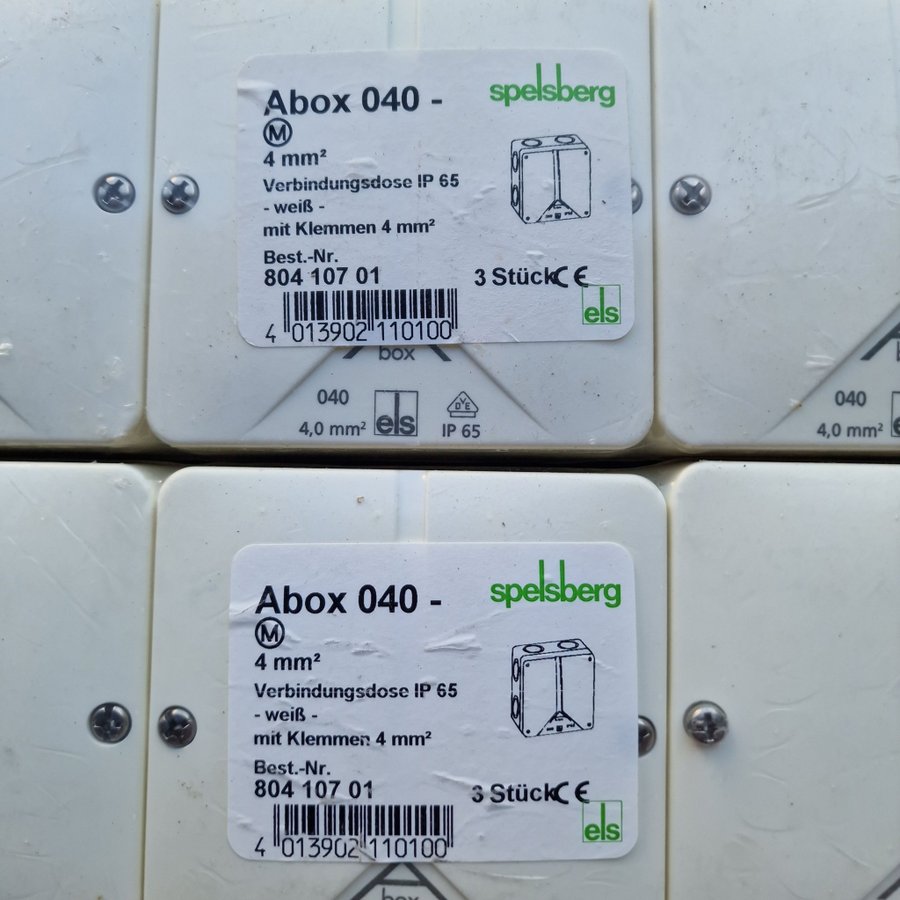 Abox 040 -
spelsberg
M
4 mm²
Verbindungsdose IP 65
- weiß -
mit Klemmen 4 mm²
Best.-Nr.
804 107 01
3 Stück CE
els
4 013902 110100
box
040
4,0 mm²
els
VDE
IP 65
040
4,0 mm²
Abox 040 -
spelsberg
M
4 mm²
Verbindungsdose IP 65
- weiß -
mit Klemmen 4 mm²
Best.-Nr.
804 107 01
3 Stück CE
els
4 013902 110100
box